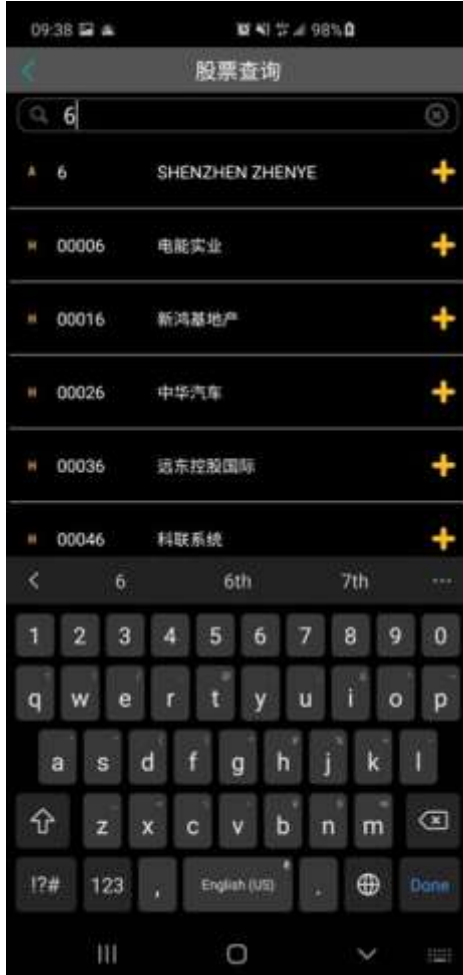 09:38 98%
股票查询
6
A 6 SHENZHEN ZHENYE
H 00006 电能实业
H 00016 新鸿基地产
H 00026 中华汽车
H 00036 远东控股国际
H 00046 科联系统
6 6th 7th
1 2 3 4 5 6 7 8 9 0
q w e r t y u i o p
a s d f g h j k l
z x c v b n m
!?# 123 , English (US) . Done